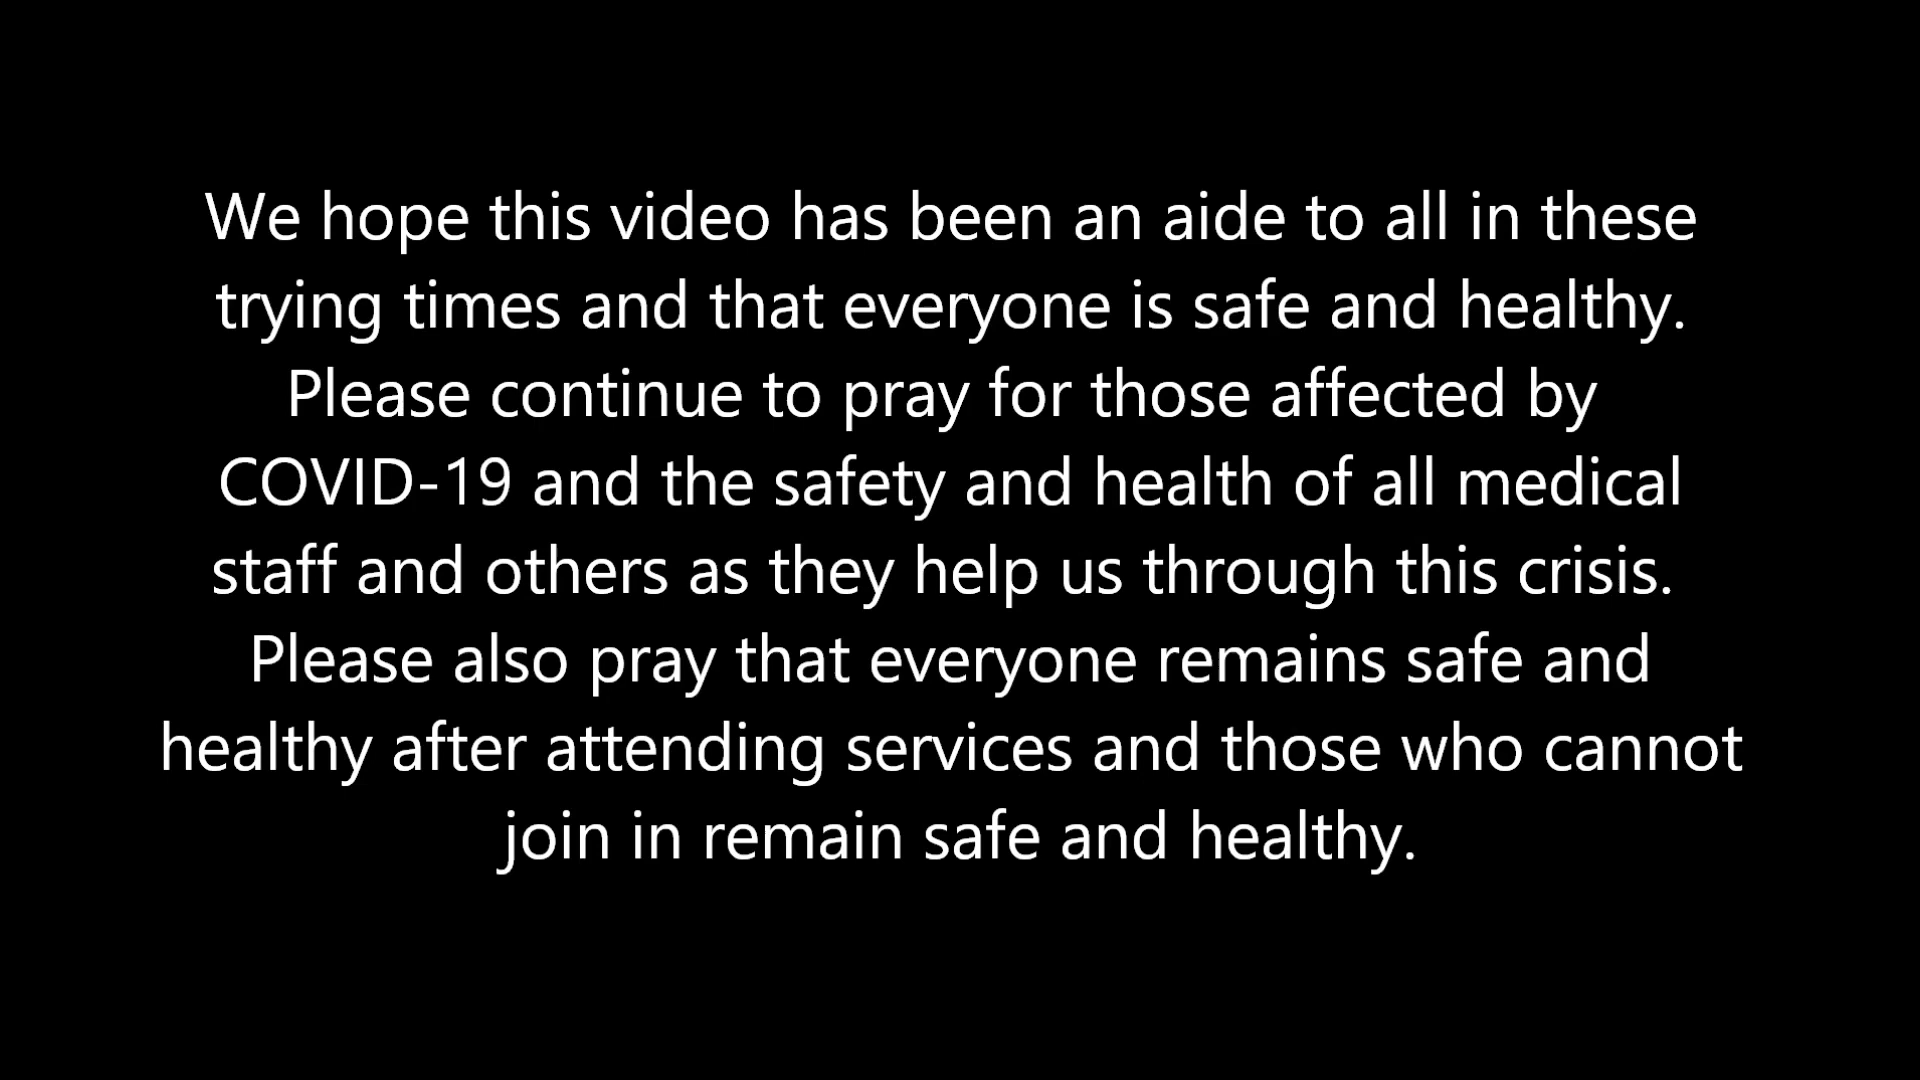 We hope this video has been an aide to all in these
trying times and that everyone is safe and healthy.
Please continue to pray for those affected by
COVID-19 and the safety and health of all medical
staff and others as they help us through this crisis.
Please also pray that everyone remains safe and
healthy after attending services and those who cannot
join in remain safe and healthy.